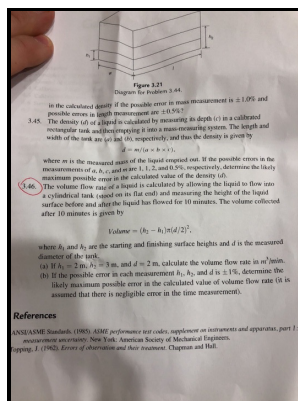 h₁
h₂
Figure 3.21
Diagram for Problem 3.44.
in the calculated density if the possible error in mass measurement is ±1.0% and
possible errors in length measurement are ±0.5%?
3.45. The density (d) of a liquid is calculated by measuring its depth (c) in a calibrated
rectangular tank and then emptying it into a mass-measuring system. The length and
width of the tank are (a) and (b), respectively, and thus the density is given by
d = m/(a × b × c),
where m is the measured mass of the liquid emptied out. If the possible errors in the
measurements of a, b, c, and m are 1, 1, 2, and 0.5%, respectively, determine the likely
maximum possible error in the calculated value of the density (d).
3.46. The volume flow rate of a liquid is calculated by allowing the liquid to flow into
a cylindrical tank (stood on its flat end) and measuring the height of the liquid
surface before and after the liquid has flowed for 10 minutes. The volume collected
after 10 minutes is given by
Volume = (h₂ − h₁)π(d/2)²,
where h₁ and h₂ are the starting and finishing surface heights and d is the measured
diameter of the tank.
(a) If h₁ = 2 m, h₂ = 3 m, and d = 2 m, calculate the volume flow rate in m³/min.
(b) If the possible error in each measurement h₁, h₂, and d is ±1%, determine the
likely maximum possible error in the calculated value of volume flow rate (it is
assumed that is negligible error in the time measurement).
References
ANSI/ASME Standards. (1985). ASME performance test codes, supplement on instruments and apparatus, part 1:
measurement uncertainty. New York: American Society of Mechanical Engineers.
Topping, J. (1962). Errors of observation and their treatment. Chapman and Hall.